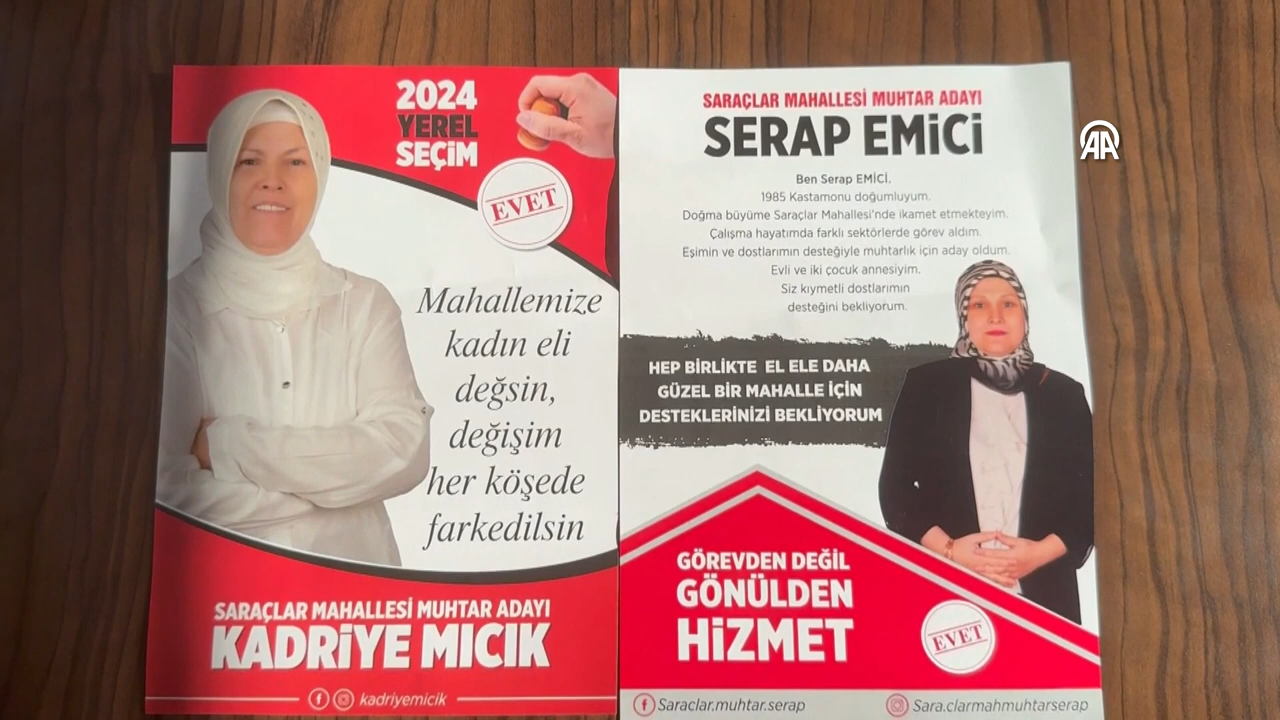 2024
YEREL
SEÇİM
EVET
Mahallemize
kadın eli
değsin,
değişim
her köşede
farkedilsin
SARAÇLAR MAHALLESİ MUHTAR ADAYI
KADRİYE MICIK
kadriyemicik
SARAÇLAR MAHALLESİ MUHTAR ADAYI
SERAP EMİCİ
Ben Serap EMİCİ.
1985 Kastamonu doğumluyum.
Doğma büyüme Saraçlar Mahallesi'nde ikamet etmekteyim.
Çalışma hayatımda farklı sektörlerde görev aldım.
Eşimin ve dostlarımın desteğiyle muhtarlık için aday oldum.
Evli ve iki çocuk annesiyim.
Siz kıymetli dostlarımın
desteğini bekliyorum.
HEP BİRLİKTE EL ELE DAHA
GÜZEL BİR MAHALLE İÇİN
DESTEKLERİNİZİ BEKLİYORUM
GÖREVDEN DEĞİL
GÖNÜLDEN
HİZMET
EVET
Saraclar.muhtar.serap
Sara.clarmahmuhtarserap
AA